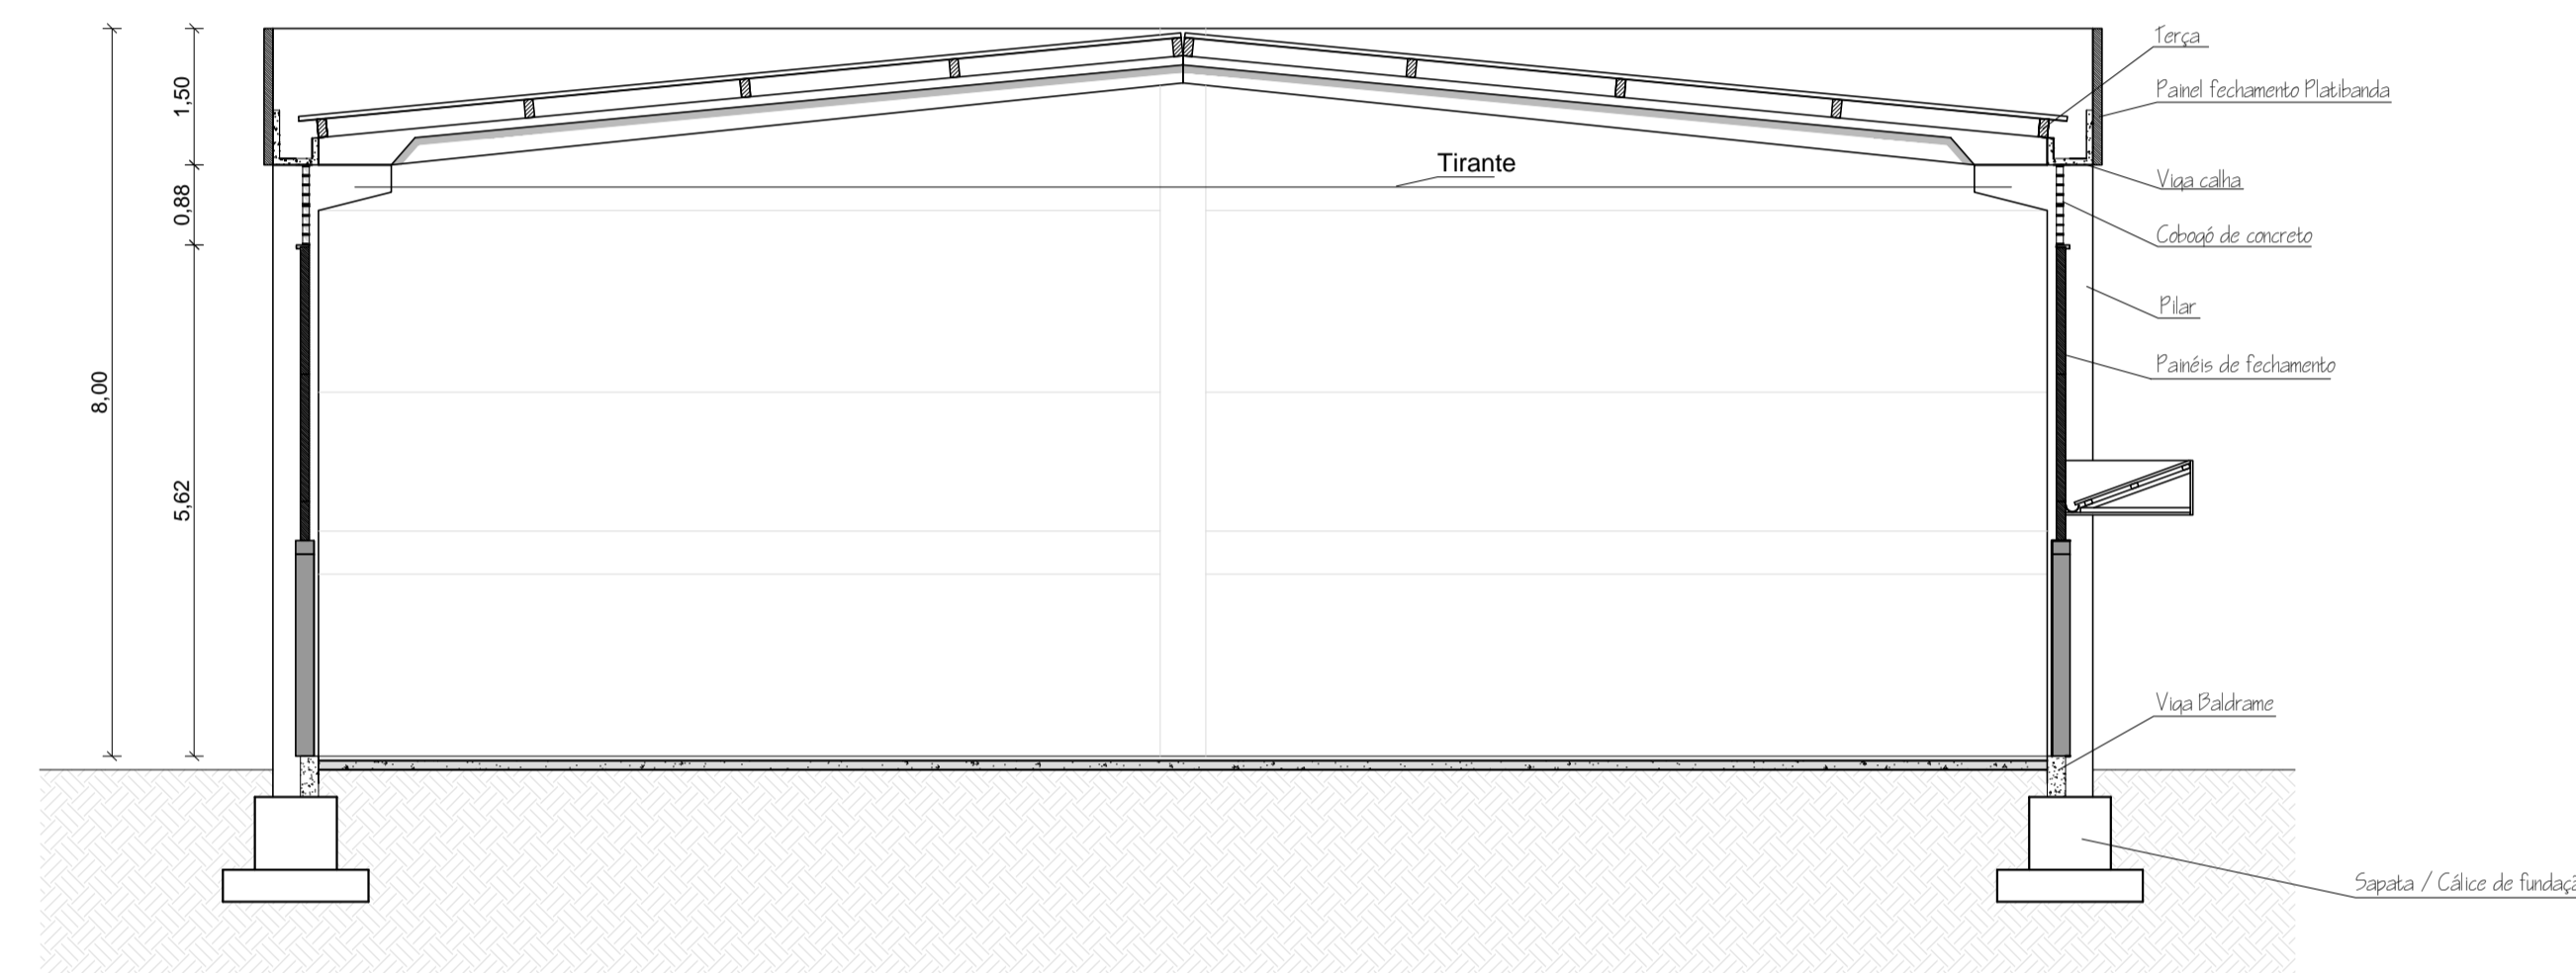 Terça
1,50
Painel fechamento Platibanda
Tirante
Viga calha
0,88
Cobogó de concreto
Pilar
Painéis de fechamento
8,00
5,62
Viga Baldrame
Sapata / Cálice de fundaçã